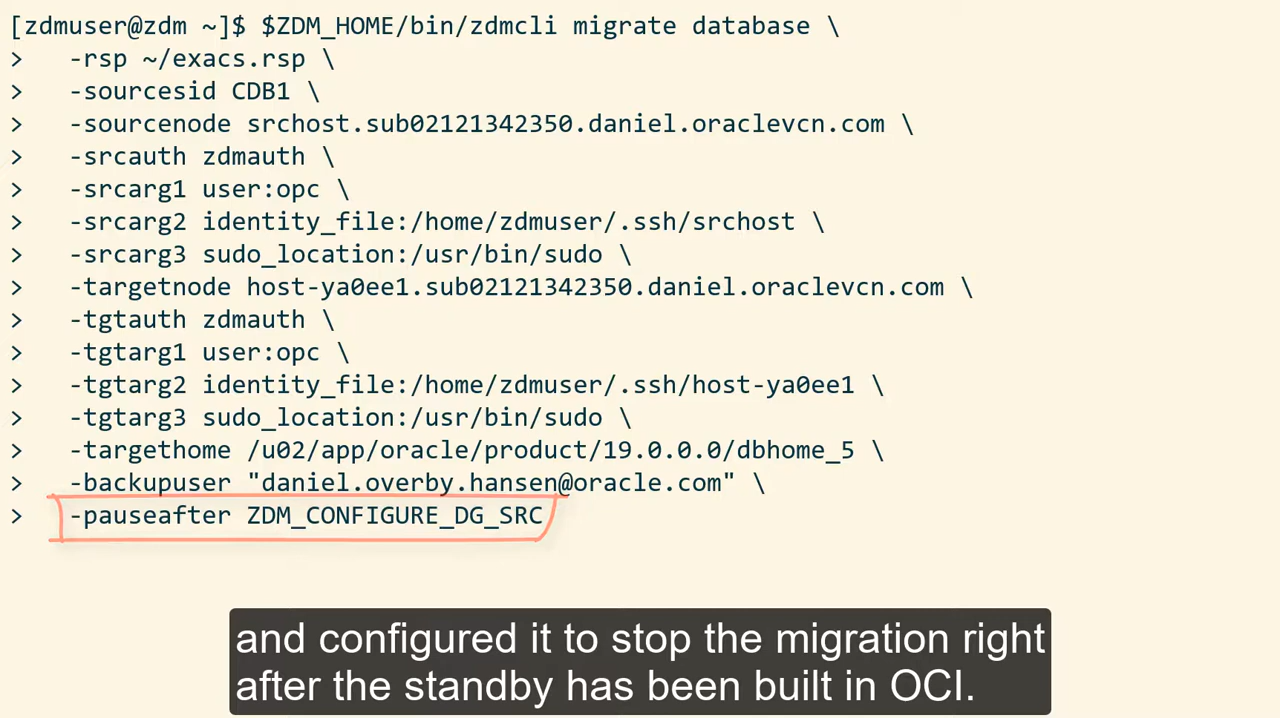 [zdmuser@zdm ~]$ $ZDM_HOME/bin/zdmcli migrate database \
>   -rsp ~/exacs.rsp \
>   -sourcesid CDB1 \
>   -sourcenode srchost.sub02121342350.daniel.oraclevcn.com \
>   -srcauth zdmauth \
>   -srcarg1 user:opc \
>   -srcarg2 identity_file:/home/zdmuser/.ssh/srchost \
>   -srcarg3 sudo_location:/usr/bin/sudo \
>   -targetnode host-ya0ee1.sub02121342350.daniel.oraclevcn.com \
>   -tgtauth zdmauth \
>   -tgtarg1 user:opc \
>   -tgtarg2 identity_file:/home/zdmuser/.ssh/host-ya0ee1 \
>   -tgtarg3 sudo_location:/usr/bin/sudo \
>   -targethome /u02/app/oracle/product/19.0.0.0/dbhome_5 \
>   -backupuser "daniel.overby.hansen@oracle.com" \
>   -pauseafter ZDM_CONFIGURE_DG_SRC
and configured it to stop the migration right
after the standby has been built in OCI.